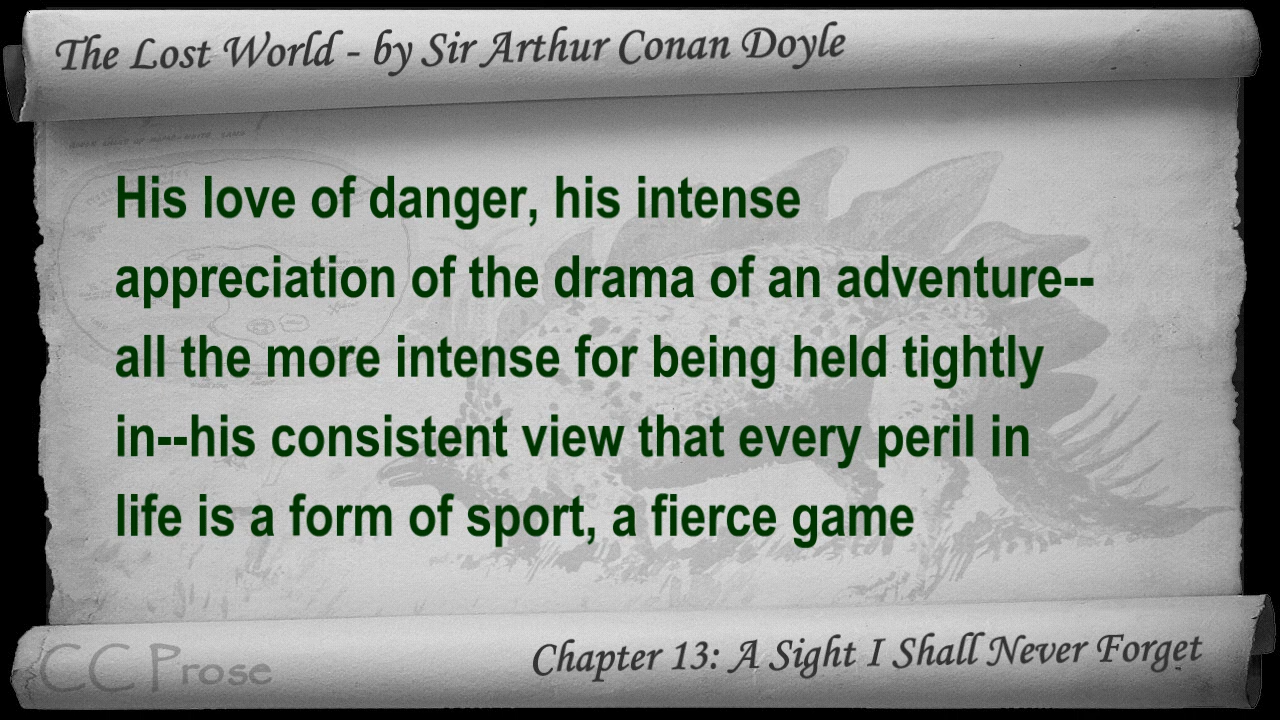 The Lost World - by Sir Arthur Conan Doyle
His love of danger, his intense
appreciation of the drama of an adventure--
all the more intense for being held tightly
in--his consistent view that every peril in
life is a form of sport, a fierce game
CC Prose
Chapter 13: A Sight I Shall Never Forget